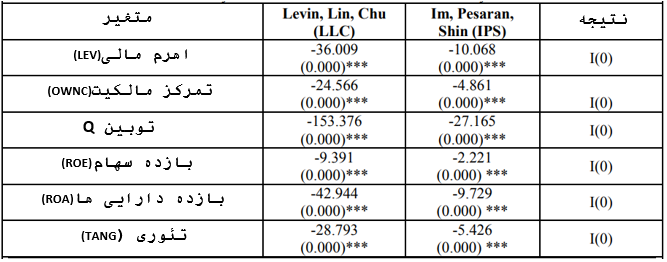 متغیر Levin, Lin, Chu Im, Pesaran, نتیجه
(LLC) Shin (IPS)
اهرم مالی(LEV) -36.009 -10.068 I(0)
(0.000)*** (0.000)***
تمرکز مالکیت(OWNC) -24.566 -4.861 I(0)
(0.000)*** (0.000)***
توبین Q -153.376 -27.165 I(0)
(0.000)*** (0.000)***
بازده سهام(ROE) -9.391 -2.221 I(0)
(0.000)*** (0.000) ***
بازده دارایی ها(ROA) -42.944 -9.729 I(0)
(0.000)*** (0.000) ***
تئوری (TANG) -28.793 -5.426 I(0)
(0.000)*** (0.000) ***